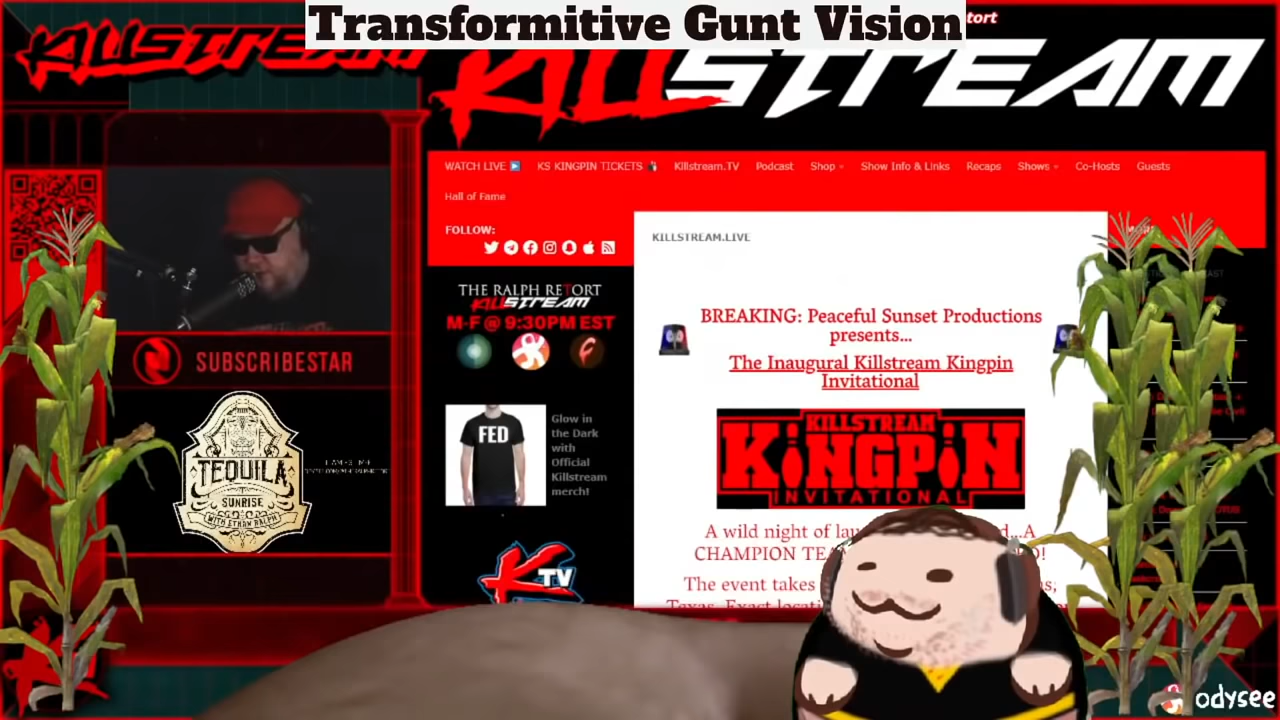 Transformitive Gunt Vision
tort
KILLSTREAM
KILLSTREAM
WATCH LIVE KS KINGPIN TICKETS Killstream.TV Podcast Shop Show Info & Links Recaps Shows Co-Hosts Guests
Hall of Fame
FOLLOW:
KILLSTREAM.LIVE
THE RALPH RETORT
KILLSTREAM
M-F @ 9:30PM EST
BREAKING: Peaceful Sunset Productions
presents...
The Inaugural Killstream Kingpin
Invitational
SUBSCRIBESTAR
FED
Glow in
the Dark
with
Official
Killstream
merch!
KILLSTREAM
KINGPIN
INVITATIONAL
TEQUILA
SUNRISE
WITH ETHAN RALPH
A wild night of
CHAMPION
The event takes
KTV
odysee